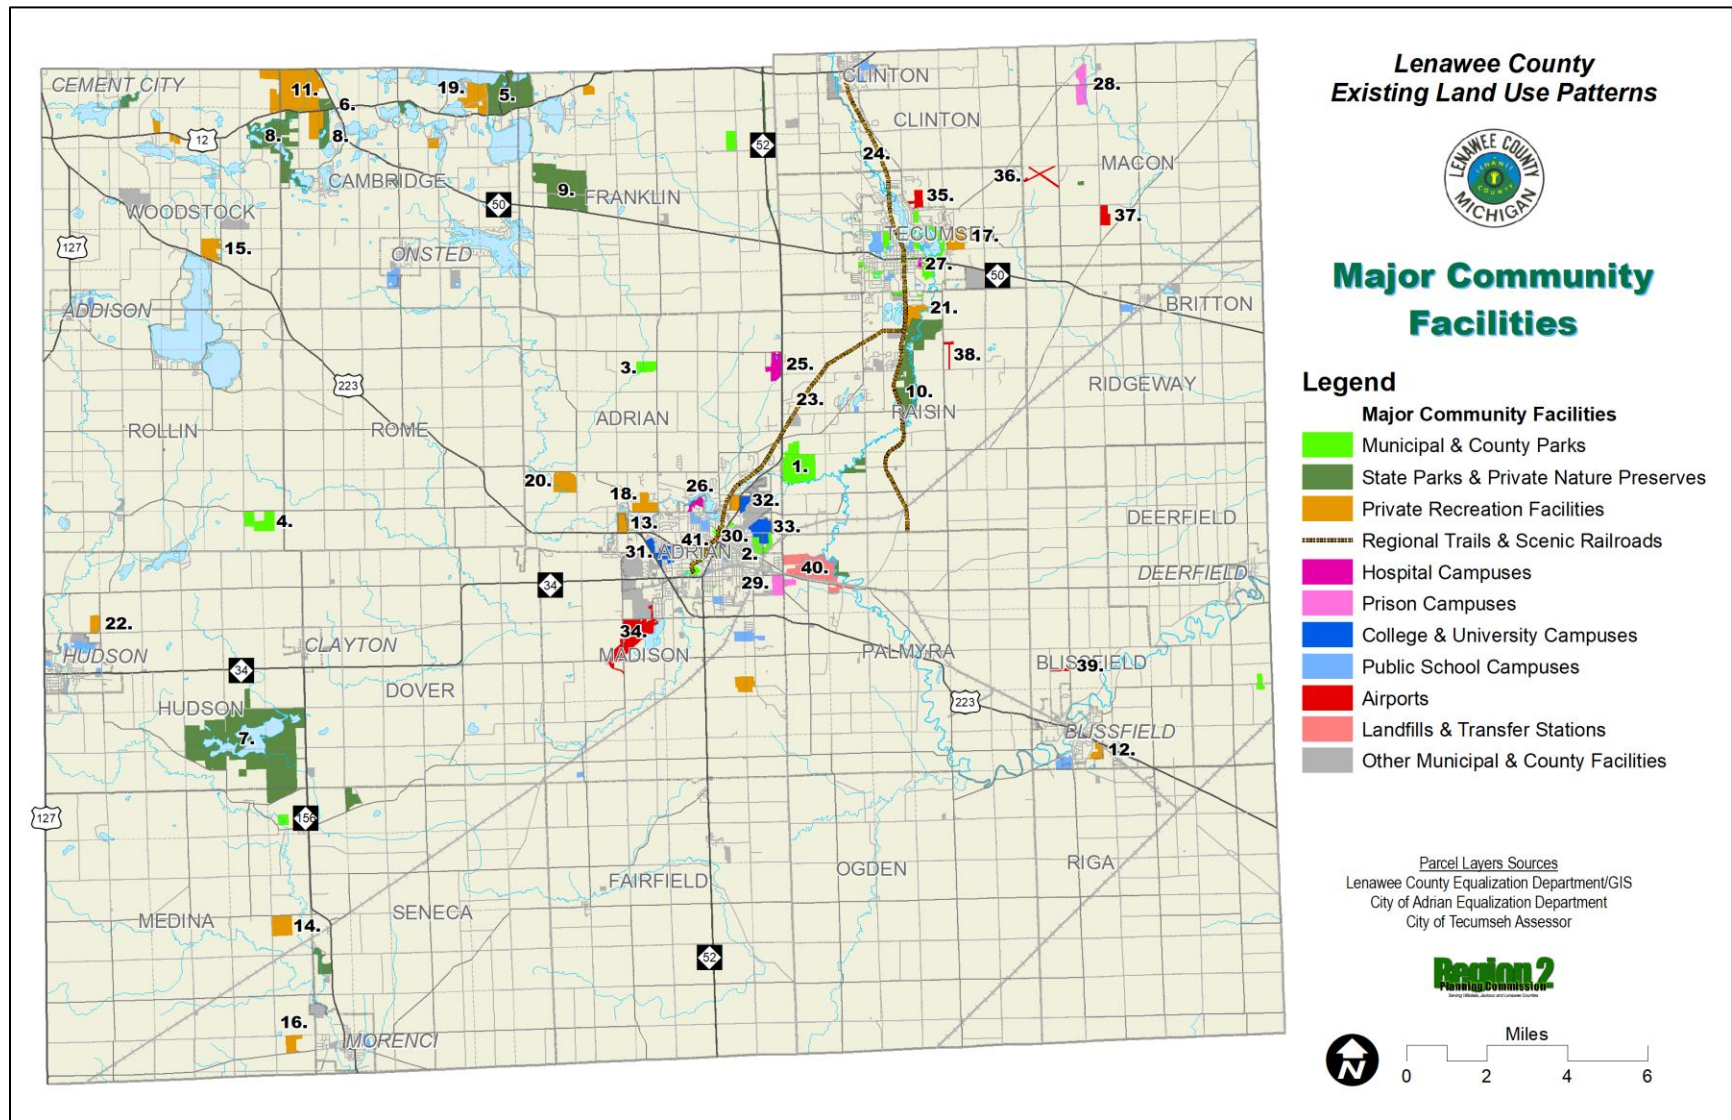 CEMENT CITY
11.
19.
5.
6.
8.
8.
12
CLINTON
28.
CLINTON
52
24.
MACON
36.
CAMBRIDGE
9.
FRANKLIN
50
35.
37.
WOODSTOCK
127
15.
ONSTED
TECUMSEH
17.
27.
50
ADDISON
BRITTON
21.
3.
25.
38.
223
23.
10.
RIDGEWAY
RAISIN
ROLLIN
ROME
ADRIAN
1.
20.
18.
26.
32.
4.
13.
33.
DEERFIELD
31.
41.
30.
ADRIAN
2.
40.
DEERFIELD
34
29.
22.
34.
HUDSON
CLAYTON
MADISON
PALMYRA
BLISSFIELD
39.
34
DOVER
HUDSON
223
7.
BLISSFIELD
12.
127
156
OGDEN
RIGA
FAIRFIELD
MEDINA
SENECA
14.
52
16.
MORENCI
Lenawee County
Existing Land Use Patterns
LENAWEE COUNTY
LENAWE
COUNTY
MICHIGAN
Major Community
Facilities
Legend
Major Community Facilities
Municipal & County Parks
State Parks & Private Nature Preserves
Private Recreation Facilities
Regional Trails & Scenic Railroads
Hospital Campuses
Prison Campuses
College & University Campuses
Public School Campuses
Airports
Landfills & Transfer Stations
Other Municipal & County Facilities
Parcel Layers Sources
Lenawee County Equalization Department/GIS
City of Adrian Equalization Department
City of Tecumseh Assessor
Region 2
Planning Commission
Serving Hillsdale, Jackson and Lenawee Counties
N
Miles
0 2 4 6